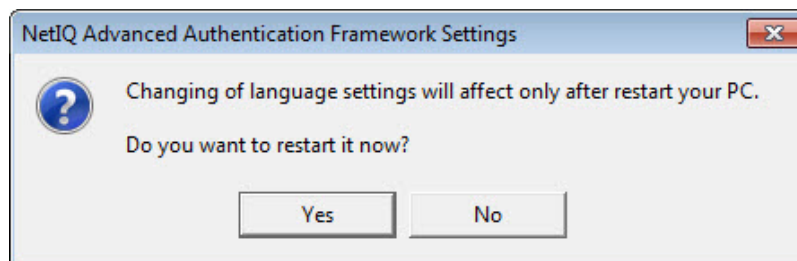 NetIQ Advanced Authentication Framework Settings
Changing of language settings will affect only after restart your PC.
Do you want to restart it now?
Yes
No